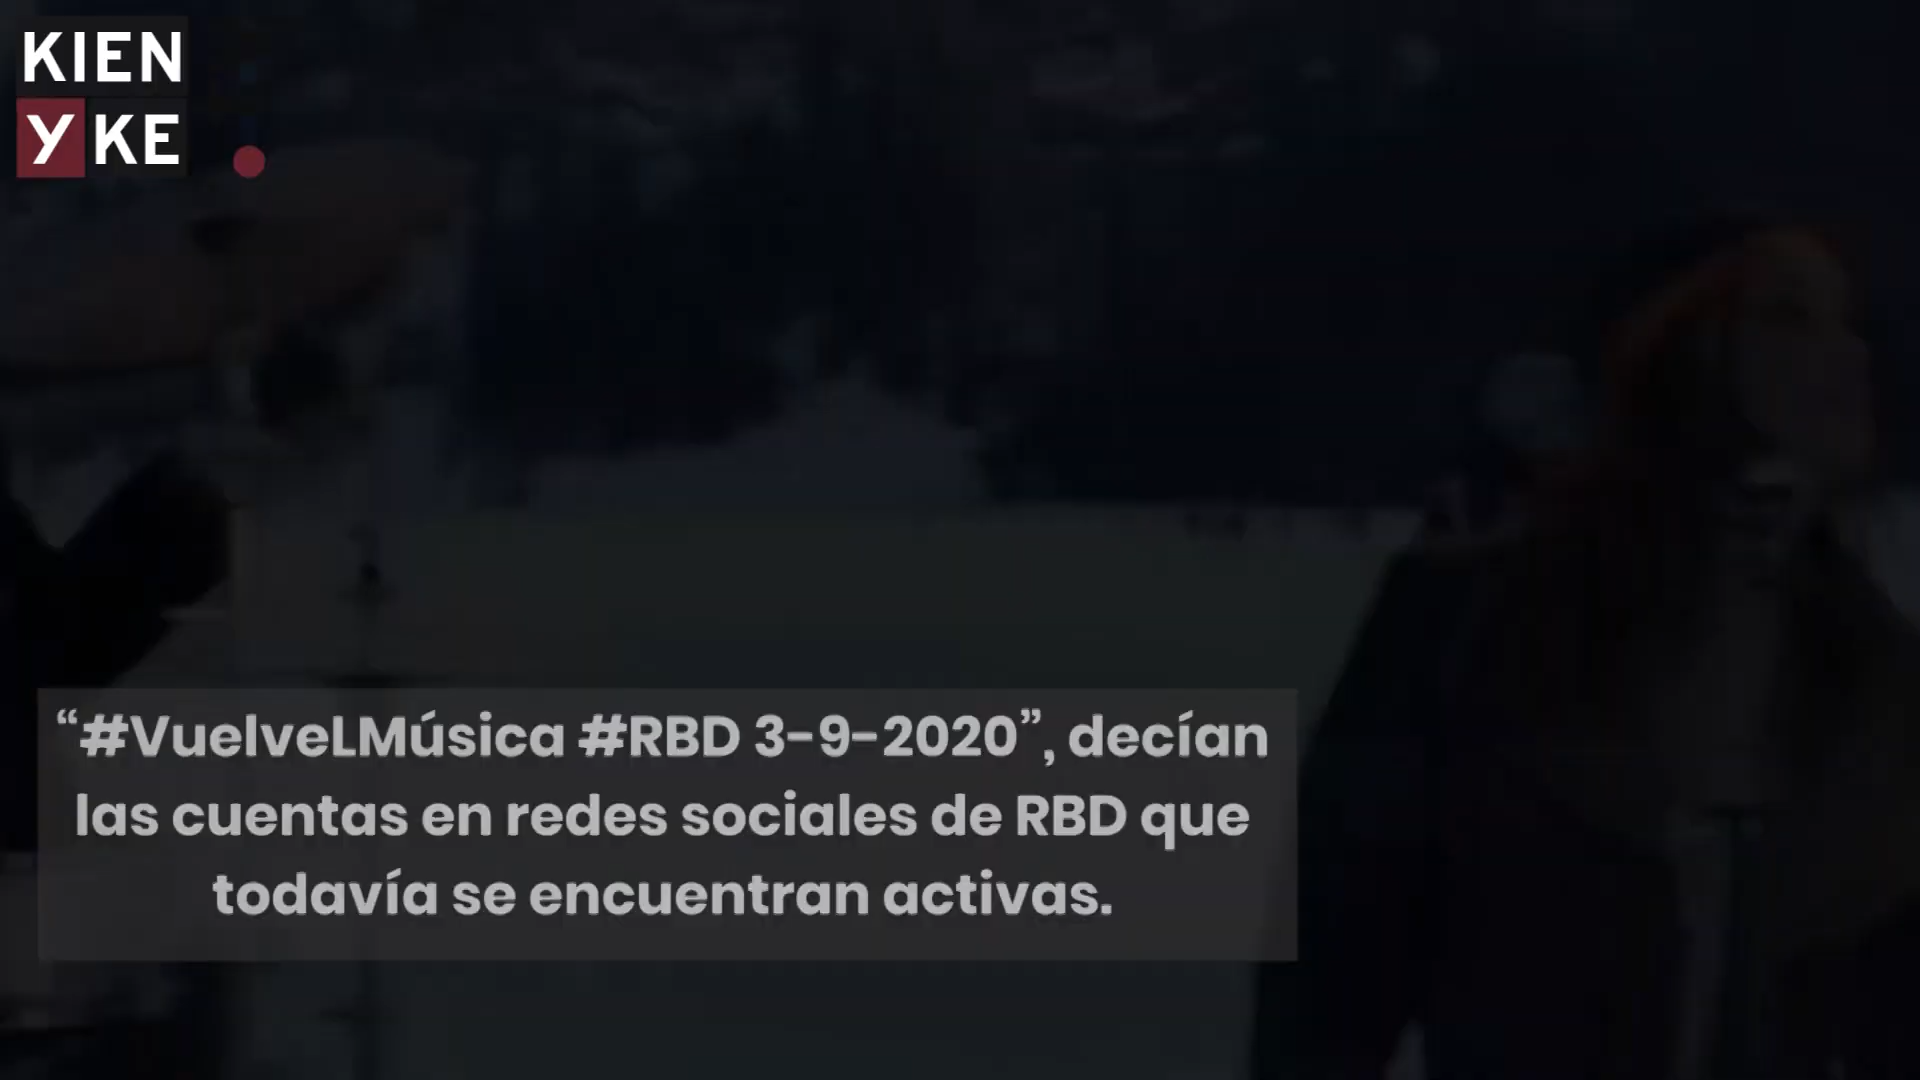 KIEN
Y KE
“#VuelveLMúsica #RBD 3-9-2020”, decían
las cuentas en redes sociales de RBD que
todavía se encuentran activas.